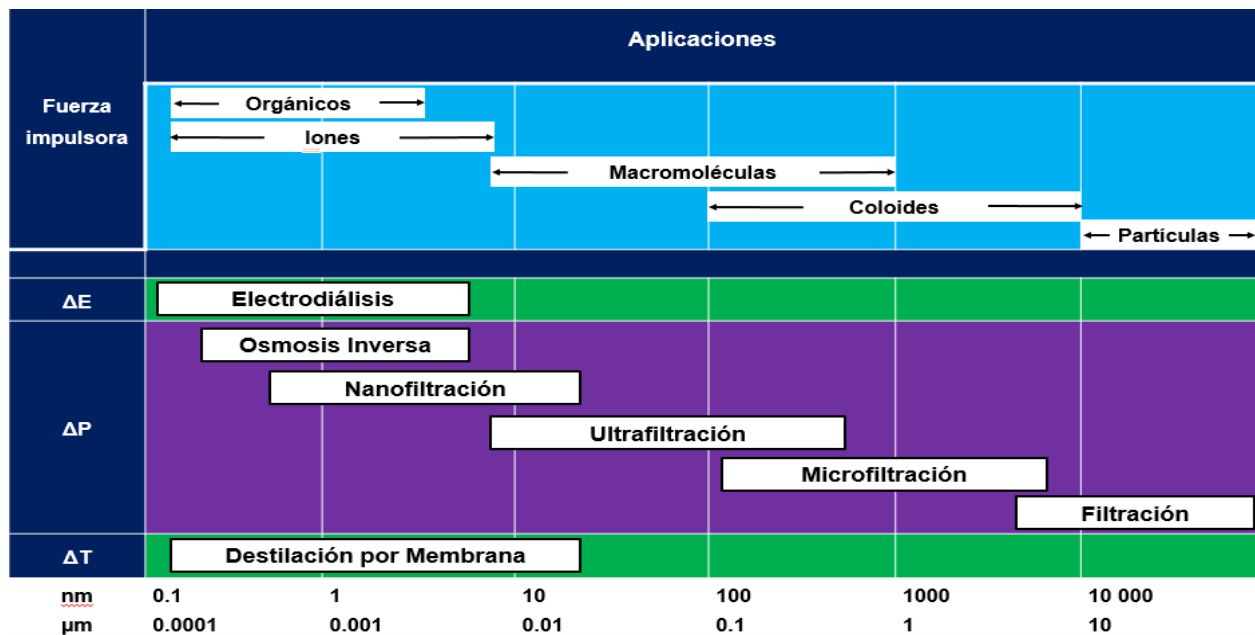 Aplicaciones
Fuerza
impulsora
Orgánicos
Iones
Macromoléculas
Coloides
Partículas
ΔE
Electrodiálisis
ΔP
Osmosis Inversa
Nanofiltración
Ultrafiltración
Microfiltración
Filtración
ΔT
Destilación por Membrana
nm 0.1 1 10 100 1000 10 000
μm 0.0001 0.001 0.01 0.1 1 10